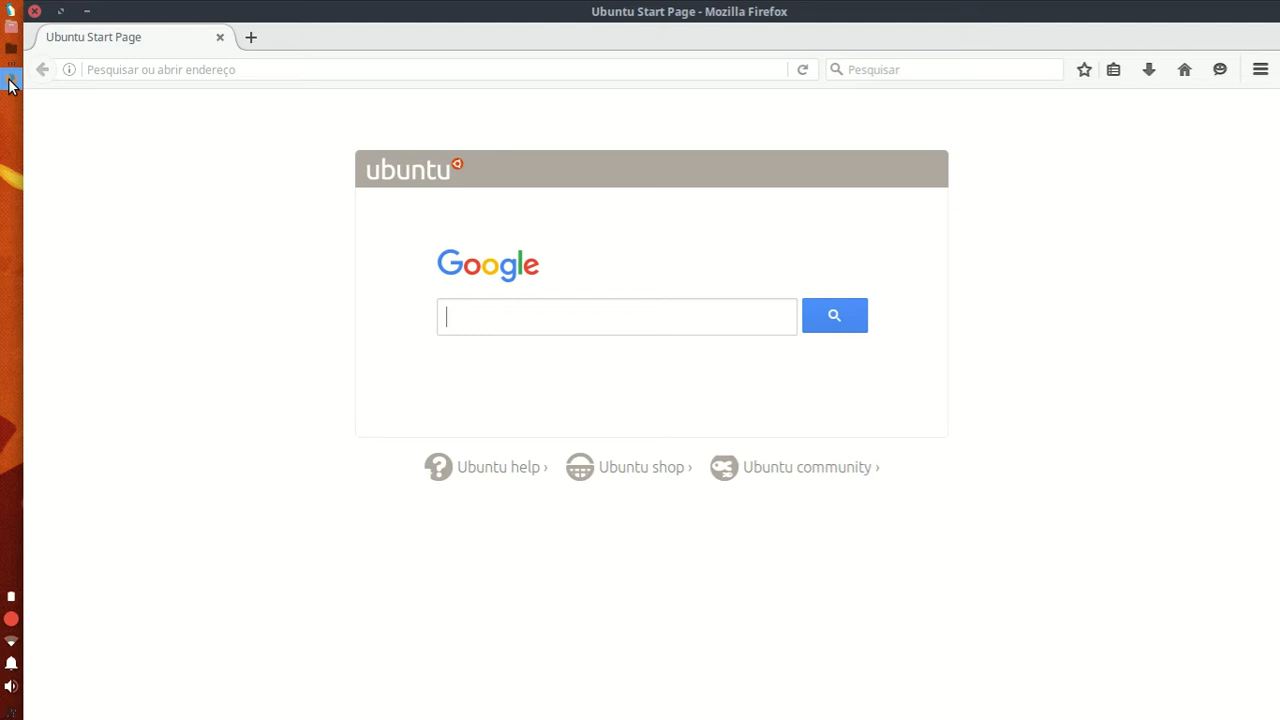 Ubuntu Start Page - Mozilla Firefox
Ubuntu Start Page
Pesquisar ou abrir endereço
Pesquisar
ubuntu
Google
Ubuntu help ›
Ubuntu shop ›
Ubuntu community ›